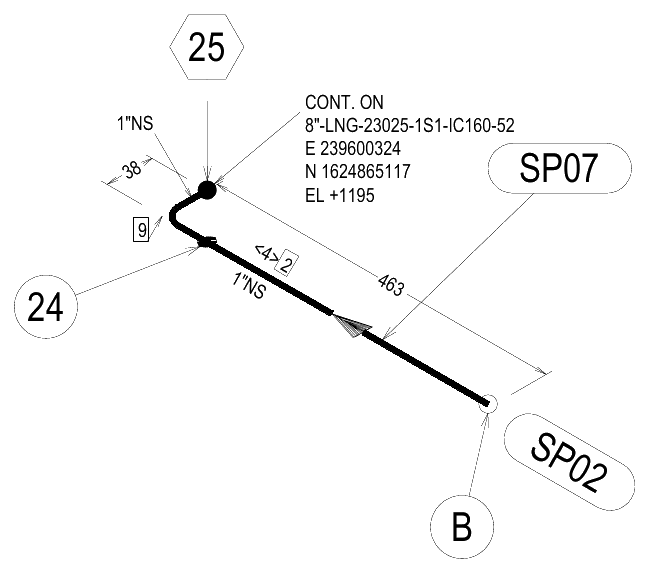 25
CONT. ON
8"-LNG-23025-1S1-IC160-52
E 239600324
N 1624865117
EL +1195
1"NS
38
SP07
9
<4>2
1"NS
463
24
SP02
B